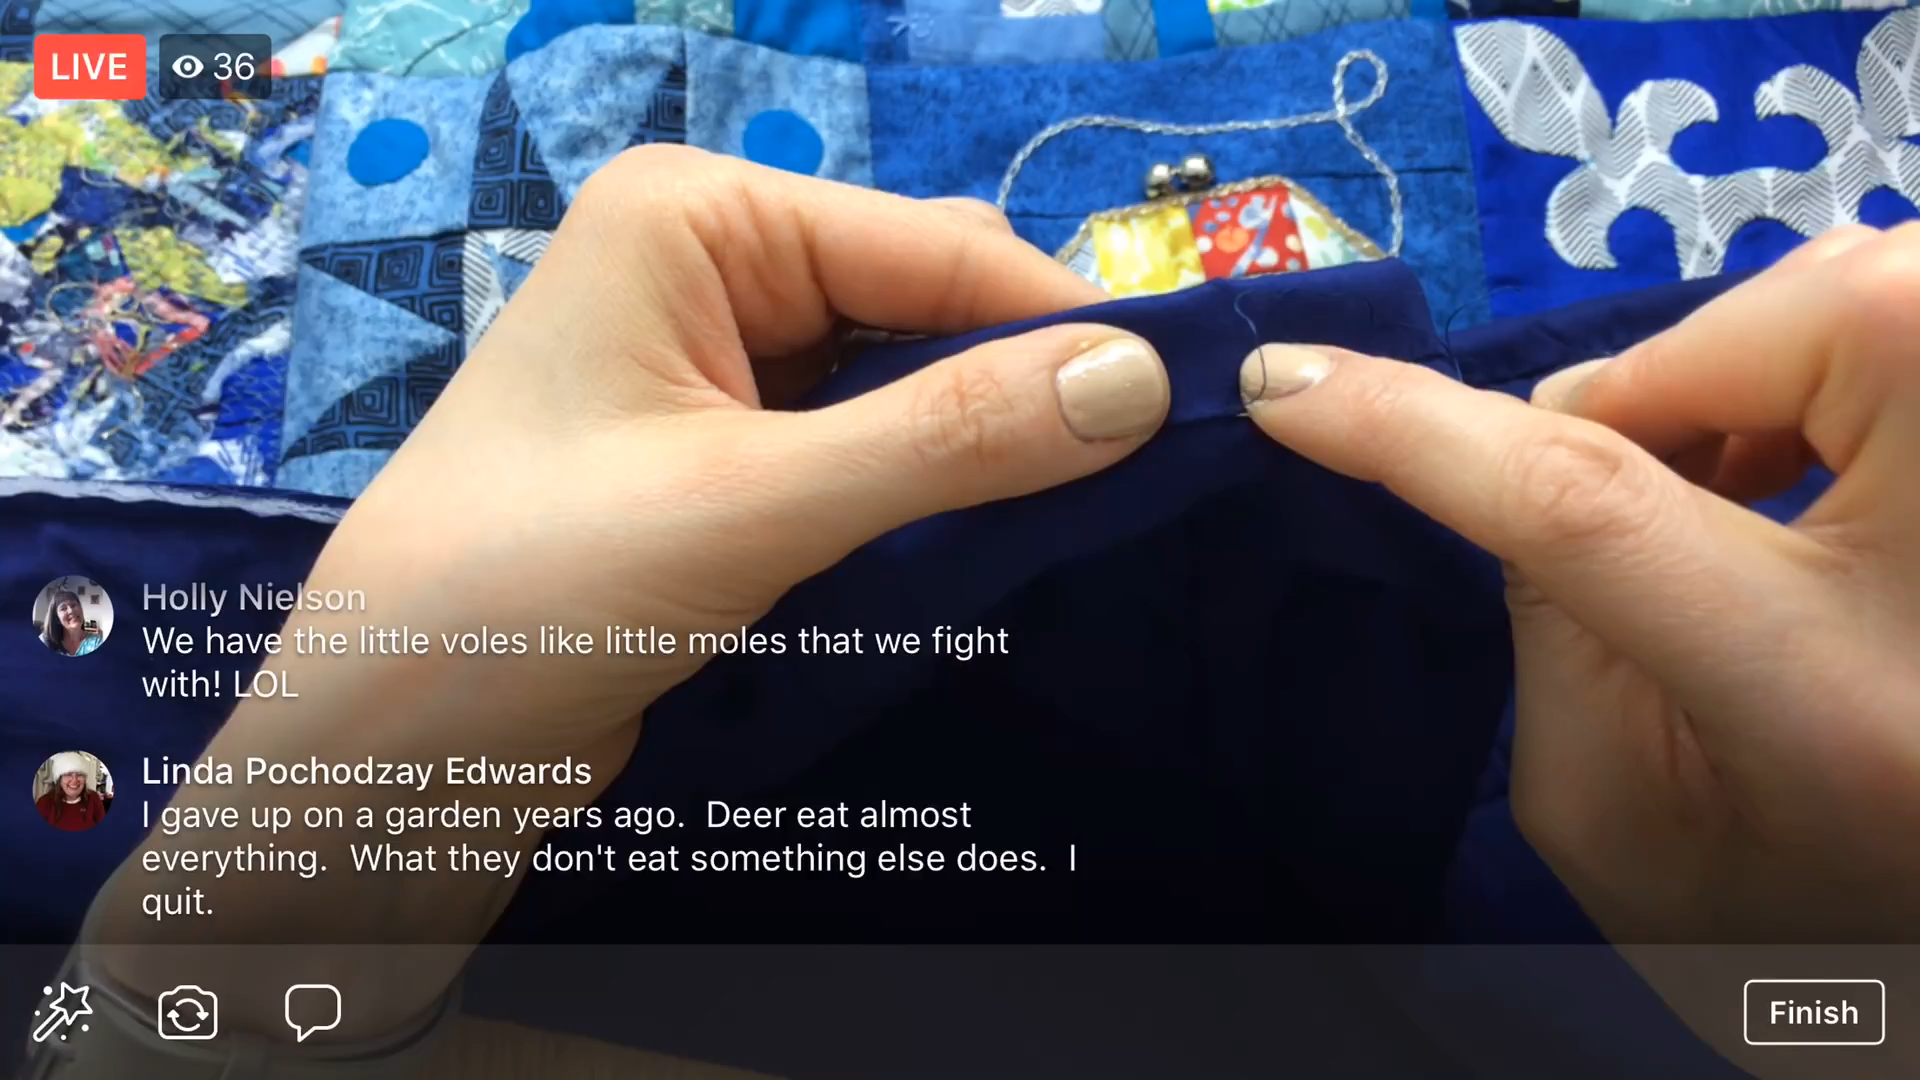 LIVE 36
Holly Nielson
We have the little voles like little moles that we fight
with! LOL
Linda Pochodzay Edwards
I gave up on a garden years ago.  Deer eat almost
everything.  What they don't eat something else does.  I
quit.
Finish